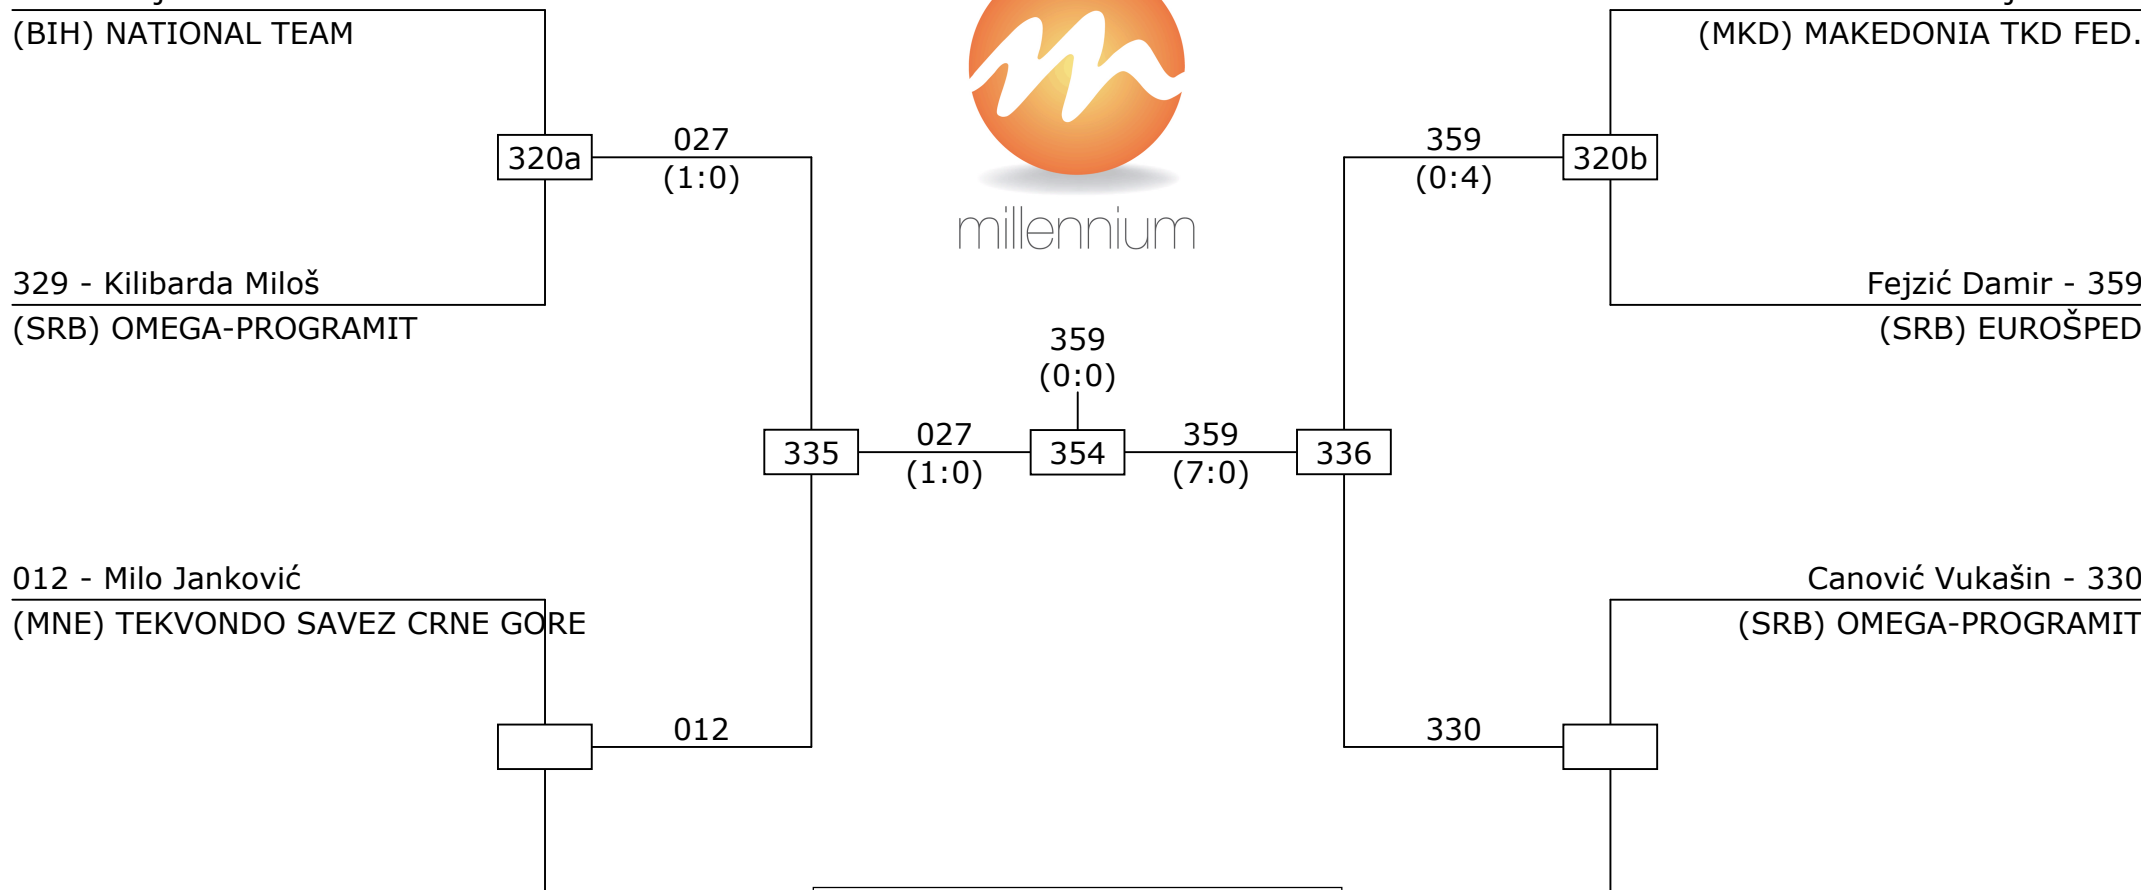 (BIH) NATIONAL TEAM
(MKD) MAKEDONIA TKD FED.
320a
027
(1:0)
359
(0:4)
320b
millennium
329 - Kilibarda Miloš
(SRB) OMEGA-PROGRAMIT
Fejzić Damir - 359
(SRB) EUROŠPED
359
(0:0)
335
027
(1:0)
354
359
(7:0)
336
012 - Milo Janković
(MNE) TEKVONDO SAVEZ CRNE GORE
Canović Vukašin - 330
(SRB) OMEGA-PROGRAMIT
012
330